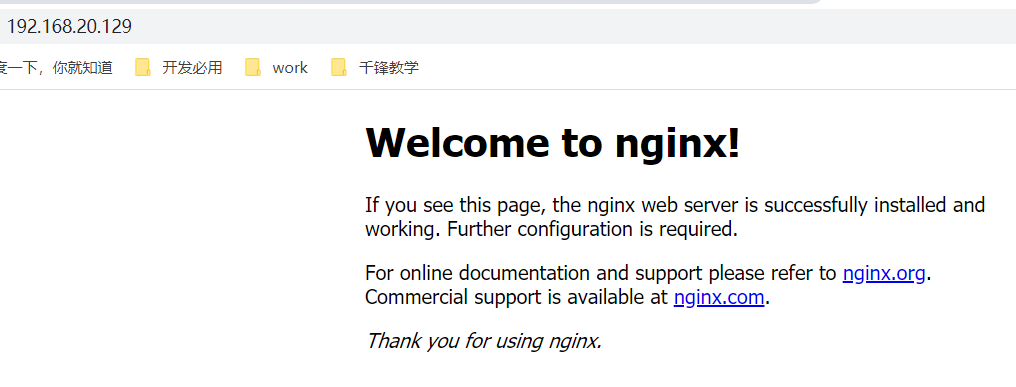 192.168.20.129
度一下，你就知道 开发必用 work 千锋教学
Welcome to nginx!
If you see this page, the nginx web server is successfully installed and
working. Further configuration is required.
For online documentation and support please refer to nginx.org.
Commercial support is available at nginx.com.
Thank you for using nginx.